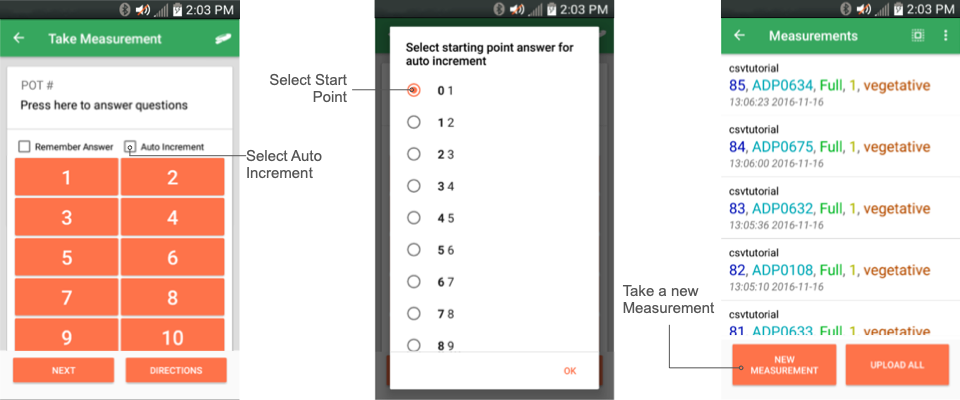 2:03 PM
Take Measurement
POT #
Press here to answer questions
Remember Answer
Auto Increment
1
2
3
4
5
6
7
8
9
10
NEXT
DIRECTIONS
Select Auto
Increment
Select Start
Point
2:03 PM
Select starting point answer for
auto increment
0 1
1 2
2 3
3 4
4 5
5 6
6 7
7 8
8 9
OK
Take a new
Measurement
2:03 PM
Measurements
csvtutorial
85, ADP0634, Full, 1, vegetative
13:06:23 2016-11-16
csvtutorial
84, ADP0675, Full, 1, vegetative
13:06:00 2016-11-16
csvtutorial
83, ADP0632, Full, 1, vegetative
13:05:36 2016-11-16
csvtutorial
82, ADP0108, Full, 1, vegetative
13:05:10 2016-11-16
csvtutorial
81, ADP0633, Full, 1, vegetative
NEW
MEASUREMENT
UPLOAD ALL